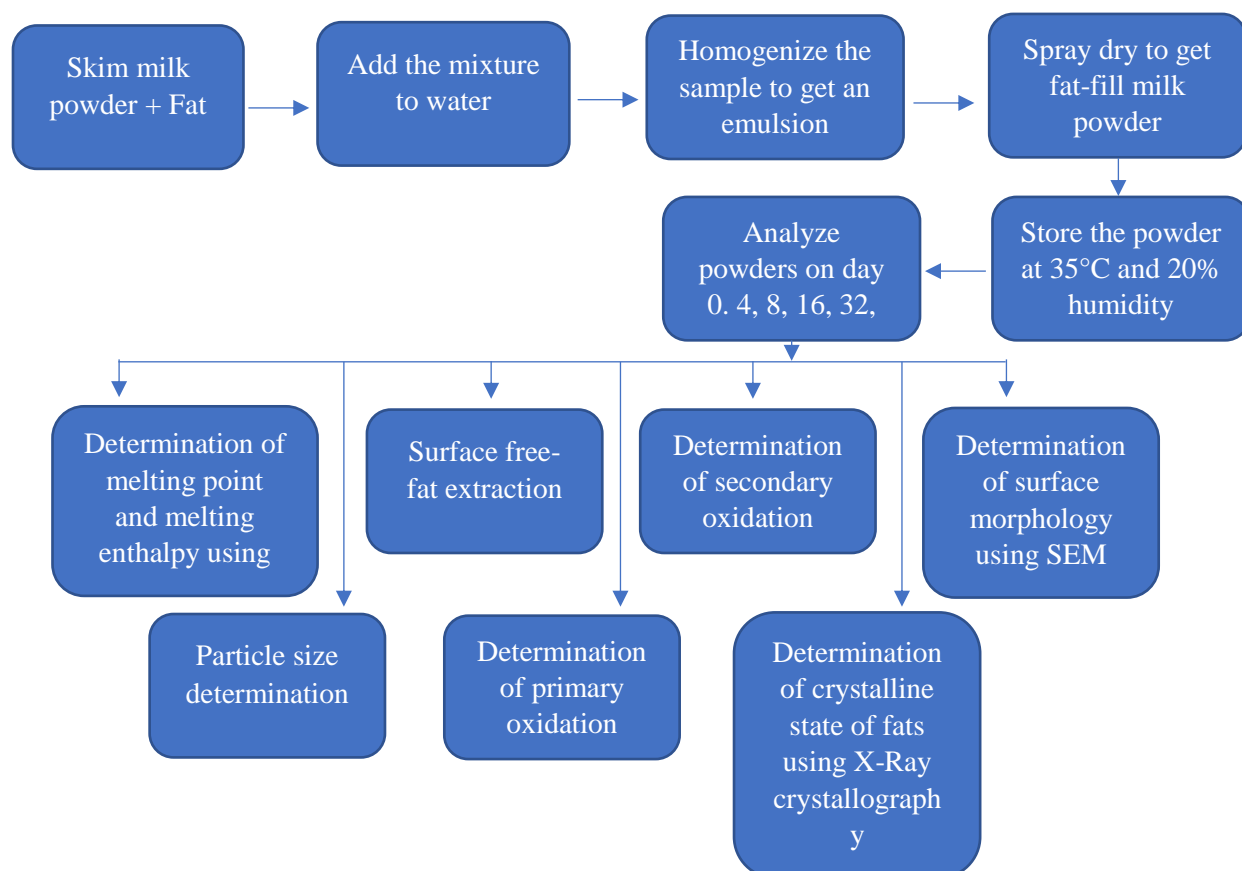 Skim milk
powder + Fat
Add the mixture
to water
Homogenize the
sample to get an
emulsion
Spray dry to get
fat-fill milk
powder
Store the powder
at 35°C and 20%
humidity
Analyze
powders on day
0. 4, 8, 16, 32,
Determination of
melting point
and melting
enthalpy using
Surface free-
fat extraction
Determination
of secondary
oxidation
Determination
of surface
morphology
using SEM
Particle size
determination
Determination
of primary
oxidation
Determination
of crystalline
state of fats
using X-Ray
crystallograph
y